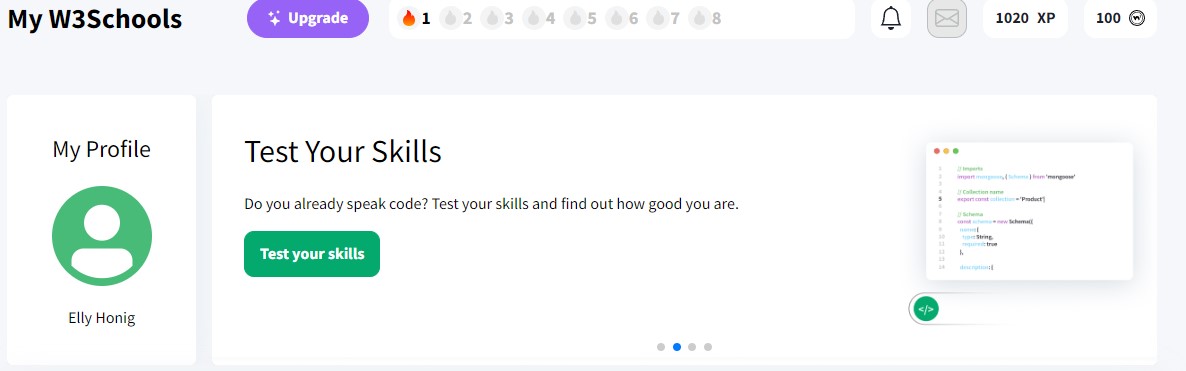 My W3Schools
Upgrade
1 2 3 4 5 6 7 8
1020 XP
100
My Profile
Elly Honig
Test Your Skills
Do you already speak code? Test your skills and find out how good you are.
Test your skills
1 // Imports
2 import mongoose, { Schema } from 'mongoose'
3
4 // Collection name
5 export const collection = 'Product'
6
7 // Schema
8 const schema = new Schema({
9 name: {
10 type: String,
11 required: true
12 },
13
14 description: {
</>